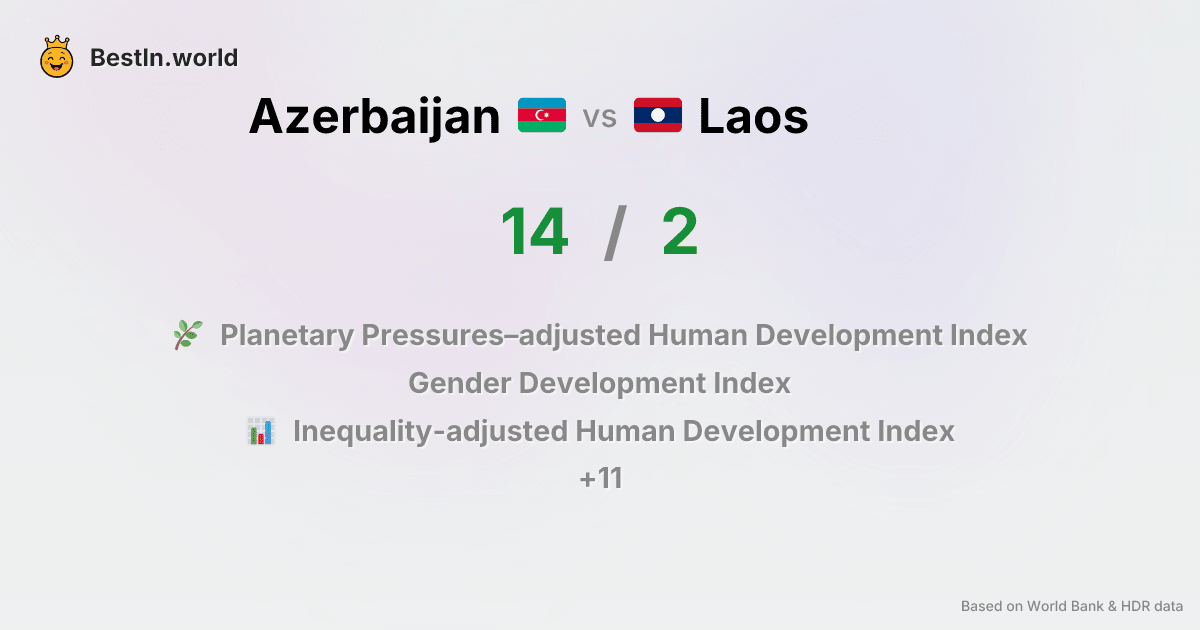 BestIn.world
Azerbaijan vs Laos
14 / 2
Planetary Pressures–adjusted Human Development Index
Gender Development Index
Inequality-adjusted Human Development Index
+11
Based on World Bank & HDR data